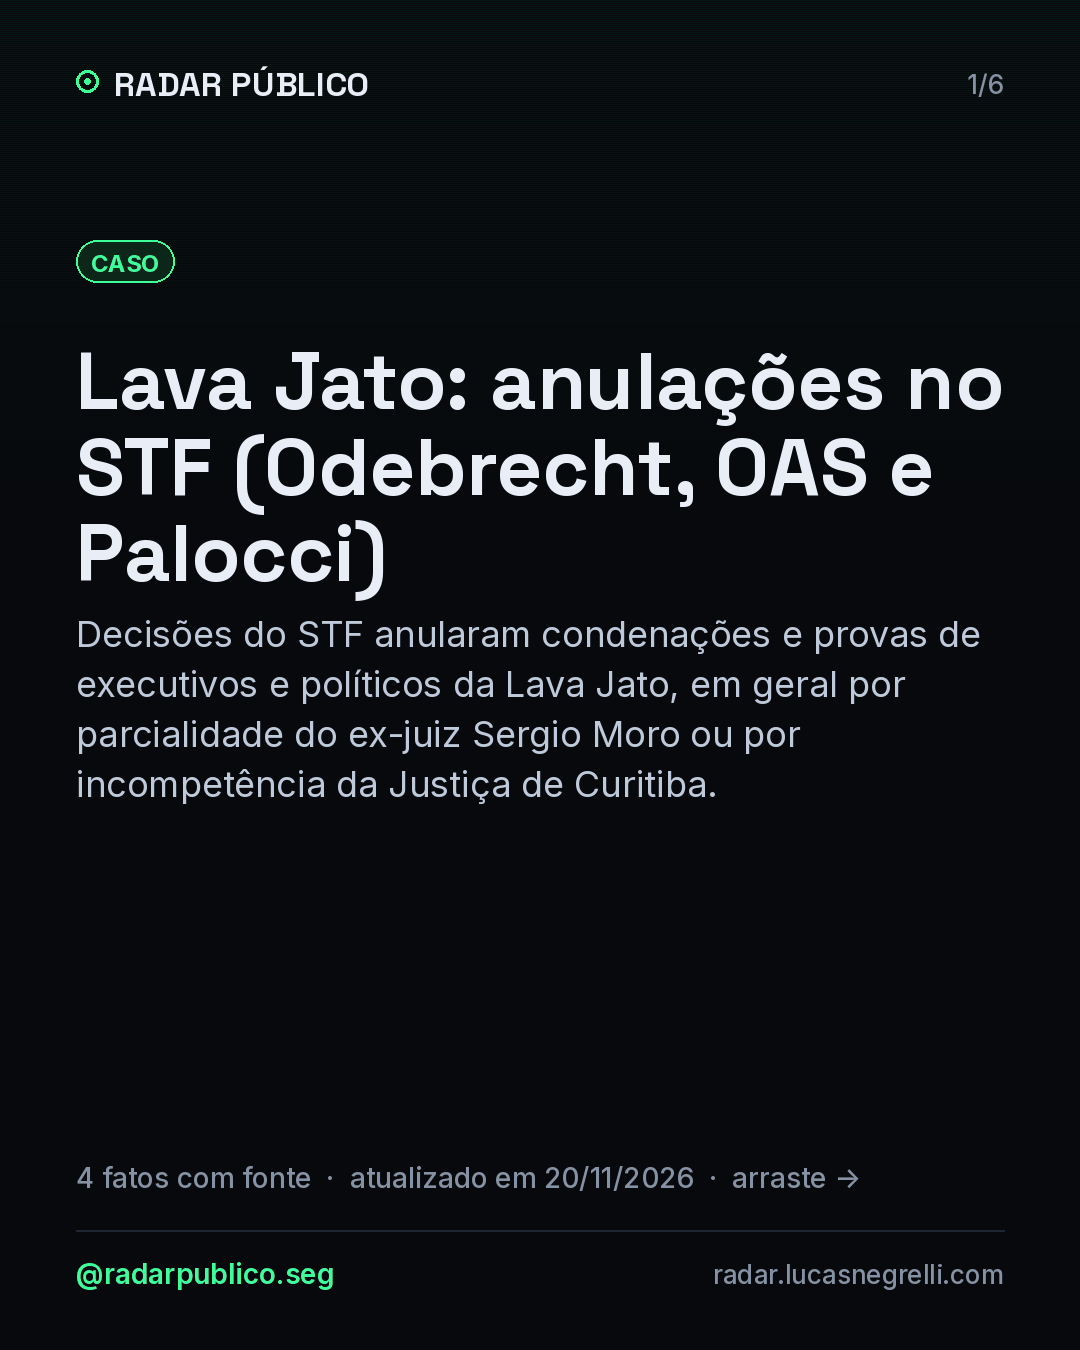 RADAR PÚBLICO
1/6
CASO
Lava Jato: anulações no
STF (Odebrecht, OAS e
Palocci)
Decisões do STF anularam condenações e provas de
executivos e políticos da Lava Jato, em geral por
parcialidade do ex-juiz Sergio Moro ou por
incompetência da Justiça de Curitiba.
4 fatos com fonte · atualizado em 20/11/2026 · arraste →
@radarpublico.seg
radar.lucasnegrelli.com